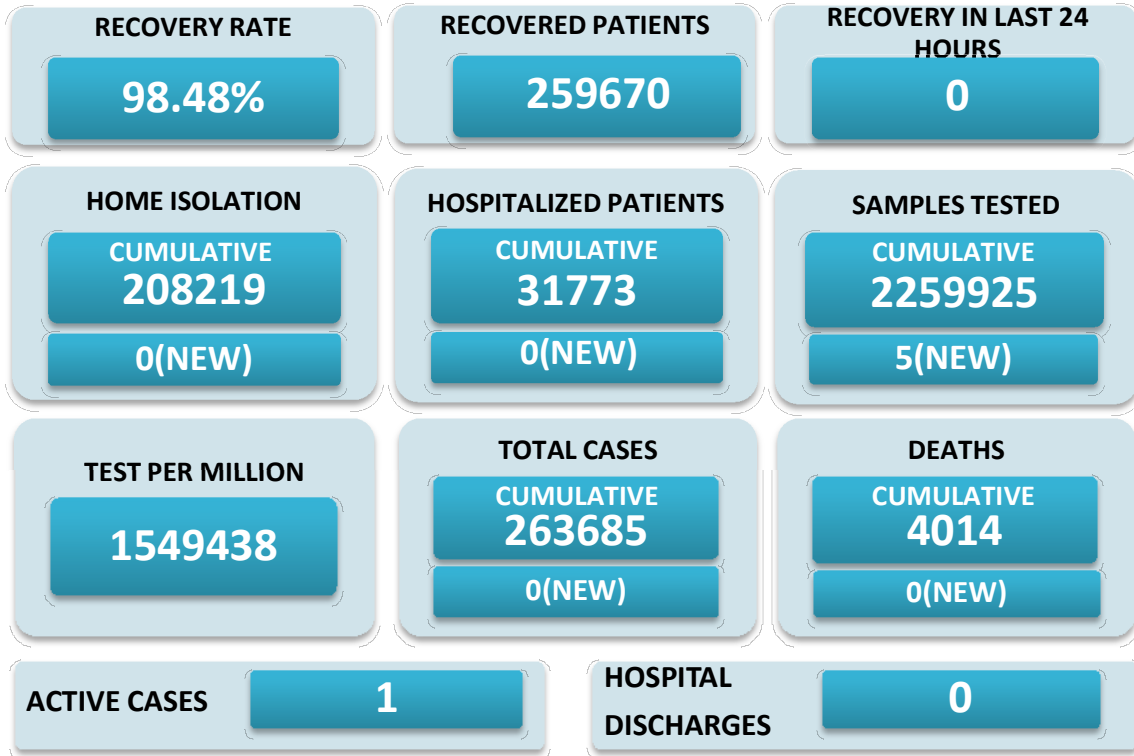 RECOVERY RATE
98.48%
RECOVERED PATIENTS
259670
RECOVERY IN LAST 24
HOURS
0
HOME ISOLATION
CUMULATIVE
208219
0(NEW)
HOSPITALIZED PATIENTS
CUMULATIVE
31773
0(NEW)
SAMPLES TESTED
CUMULATIVE
2259925
5(NEW)
TEST PER MILLION
1549438
TOTAL CASES
CUMULATIVE
263685
0(NEW)
DEATHS
CUMULATIVE
4014
0(NEW)
ACTIVE CASES
1
HOSPITAL
DISCHARGES
0